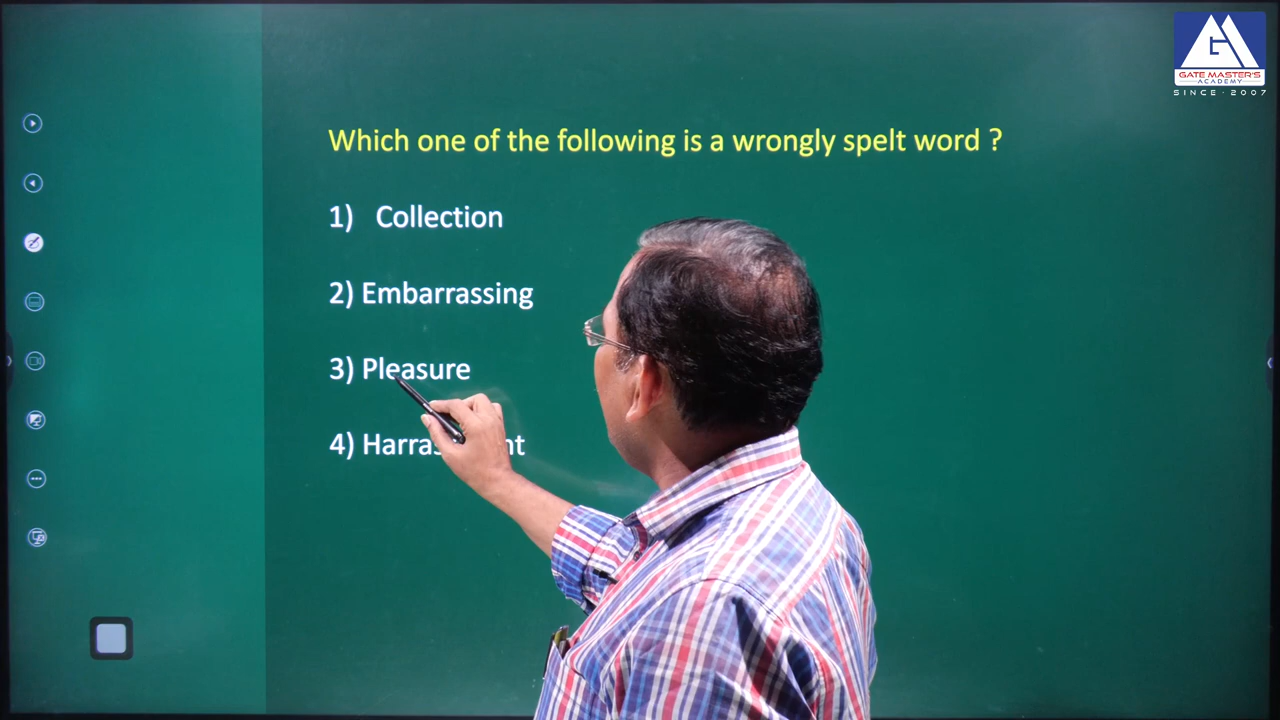 GATE MASTER'S
ACADEMY
SINCE · 2007
Which one of the following is a wrongly spelt word ?
1) Collection
2) Embarrassing
3) Pleasure
4)